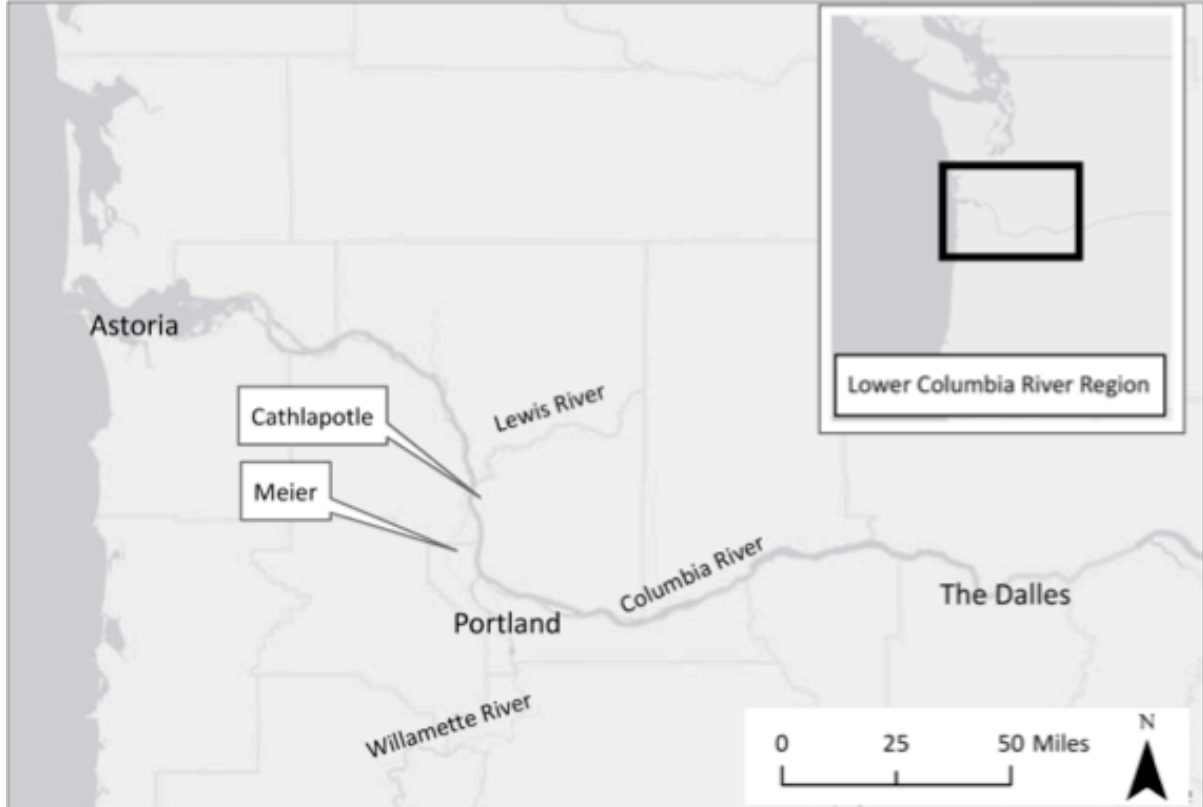 Lower Columbia River Region
Astoria
Cathlapotle
Lewis River
Meier
Columbia River
The Dalles
Portland
Willamette River
N
0 25 50 Miles